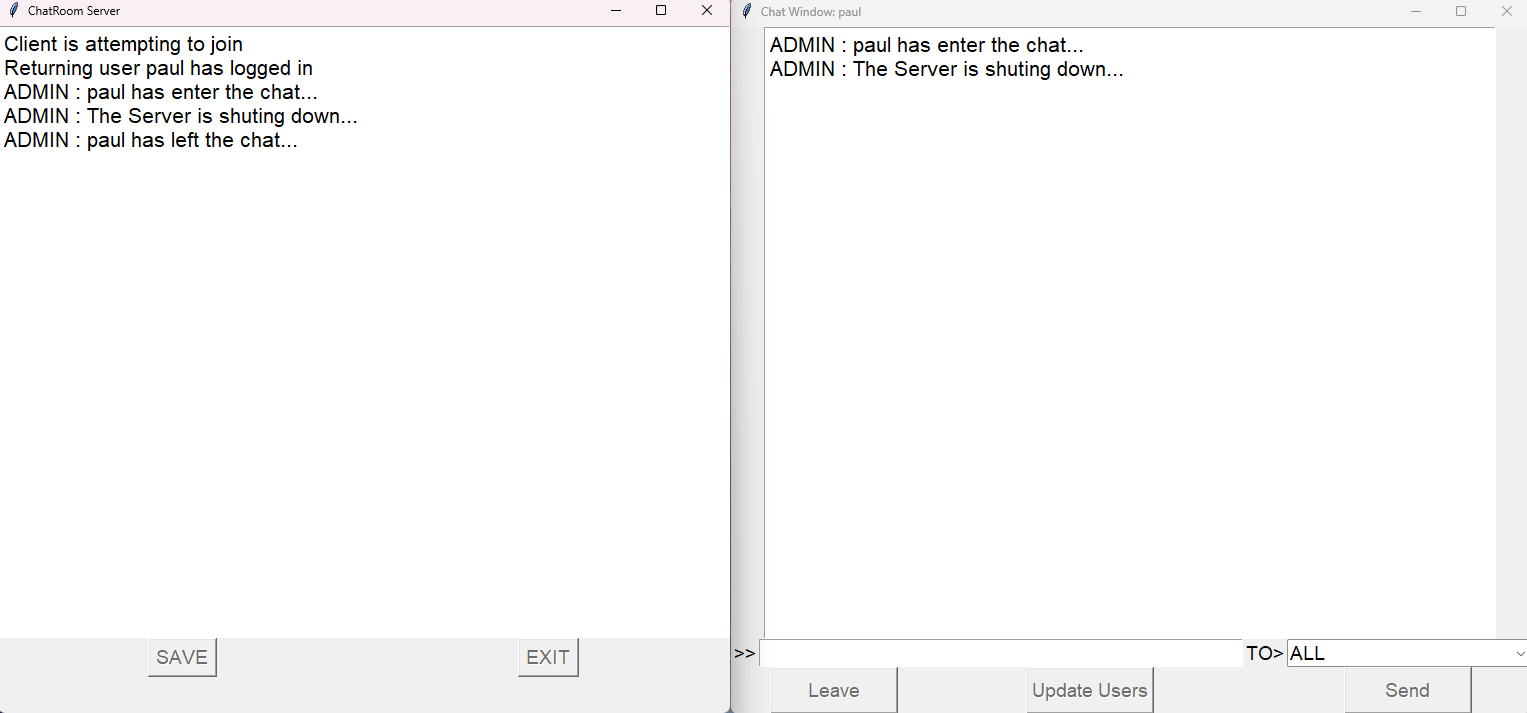 ChatRoom Server
Client is attempting to join
Returning user paul has logged in
ADMIN : paul has enter the chat...
ADMIN : The Server is shuting down...
ADMIN : paul has left the chat...
SAVE
EXIT
Chat Window: paul
ADMIN : paul has enter the chat...
ADMIN : The Server is shuting down...
>>
TO> ALL
Leave
Update Users
Send